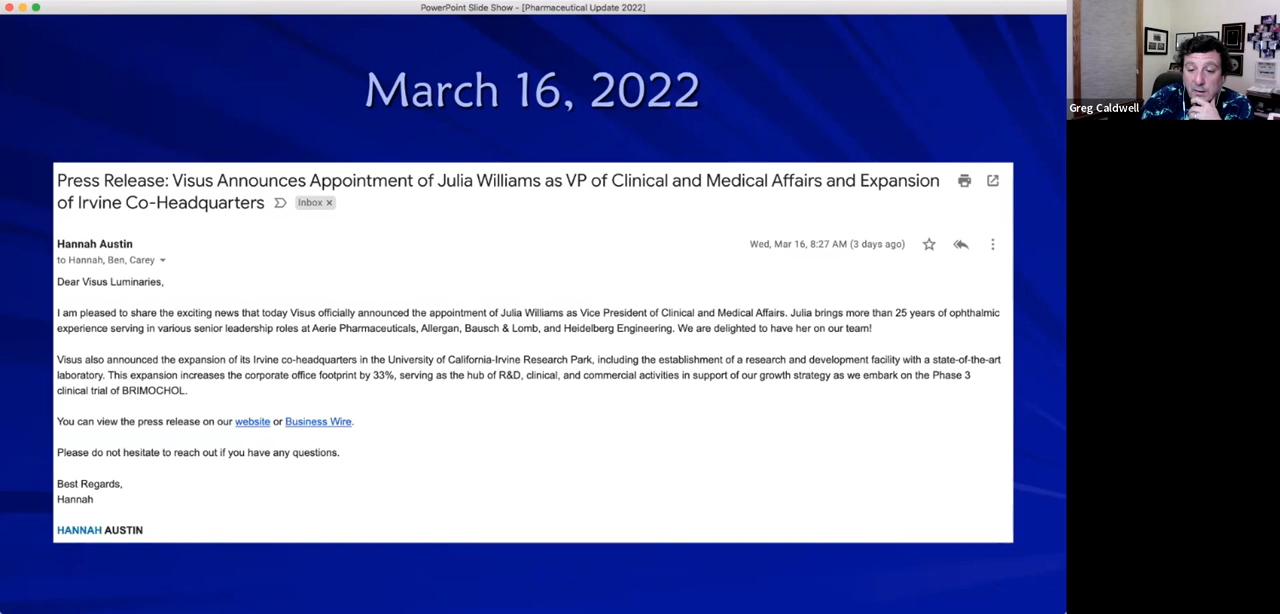 PowerPoint Slide Show - [Pharmaceutical Update 2022]
March 16, 2022
Greg Caldwell
Press Release: Visus Announces Appointment of Julia Williams as VP of Clinical and Medical Affairs and Expansion
of Irvine Co-Headquarters Inbox x
Hannah Austin
Wed, Mar 16, 8:27 AM (3 days ago)
to Hannah, Ben, Carey
Dear Visus Luminaries,
I am pleased to share the exciting news that today Visus officially announced the appointment of Julia Williams as Vice President of Clinical and Medical Affairs. Julia brings more than 25 years of ophthalmic
experience serving in various senior leadership roles at Aerie Pharmaceuticals, Allergan, Bausch & Lomb, and Heidelberg Engineering. We are delighted to have her on our team!
Visus also announced the expansion of its Irvine co-headquarters in the University of California-Irvine Research Park, including the establishment of a research and development facility with a state-of-the-art
laboratory. This expansion increases the corporate office footprint by 33%, serving as the hub of R&D, clinical, and commercial activities in support of our growth strategy as we embark on the Phase 3
clinical trial of BRIMOCHOL.
You can view the press release on our website or Business Wire.
Please do not hesitate to reach out if you have any questions.
Best Regards,
Hannah
HANNAH AUSTIN